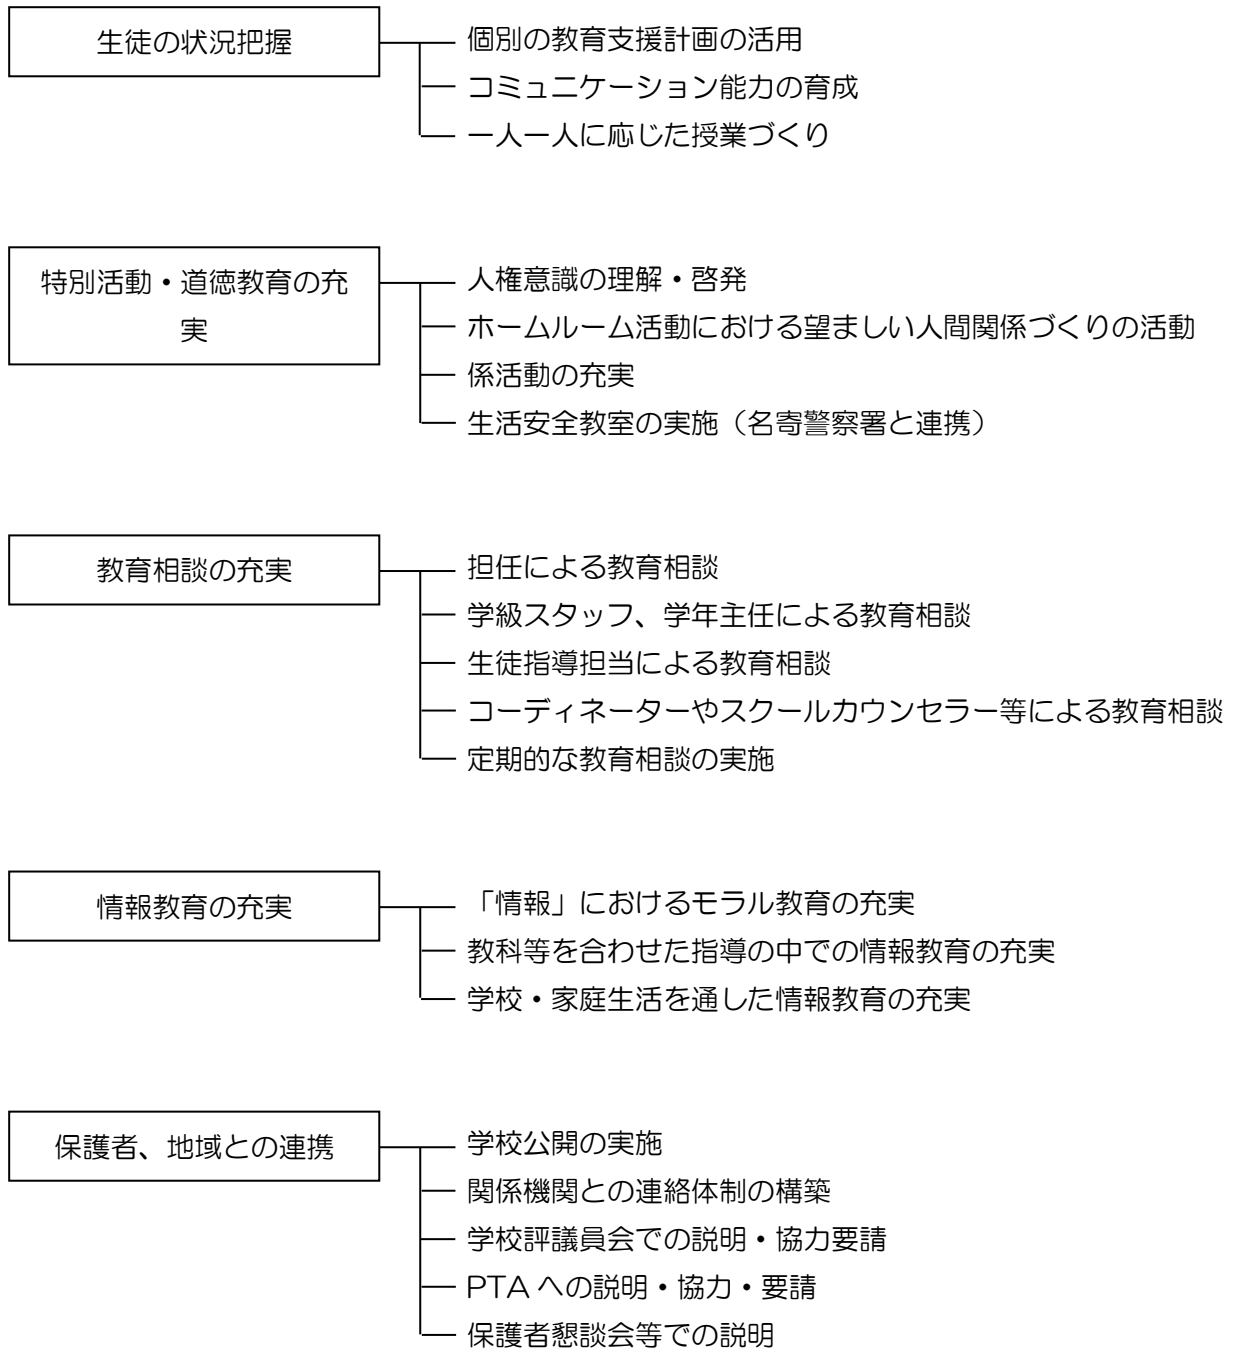 生徒の状況把握
個別の教育支援計画の活用
コミュニケーション能力の育成
一人一人に応じた授業づくり
特別活動・道徳教育の充
実
人権意識の理解・啓発
ホームルーム活動における望ましい人間関係づくりの活動
係活動の充実
生活安全教室の実施（名寄警察署と連携）
教育相談の充実
担任による教育相談
学級スタッフ、学年主任による教育相談
生徒指導担当による教育相談
コーディネーターやスクールカウンセラー等による教育相談
定期的な教育相談の実施
情報教育の充実
「情報」におけるモラル教育の充実
教科等を合わせた指導の中での情報教育の充実
学校・家庭生活を通した情報教育の充実
保護者、地域との連携
学校公開の実施
関係機関との連絡体制の構築
学校評議員会での説明・協力要請
PTA への説明・協力・要請
保護者懇談会等での説明